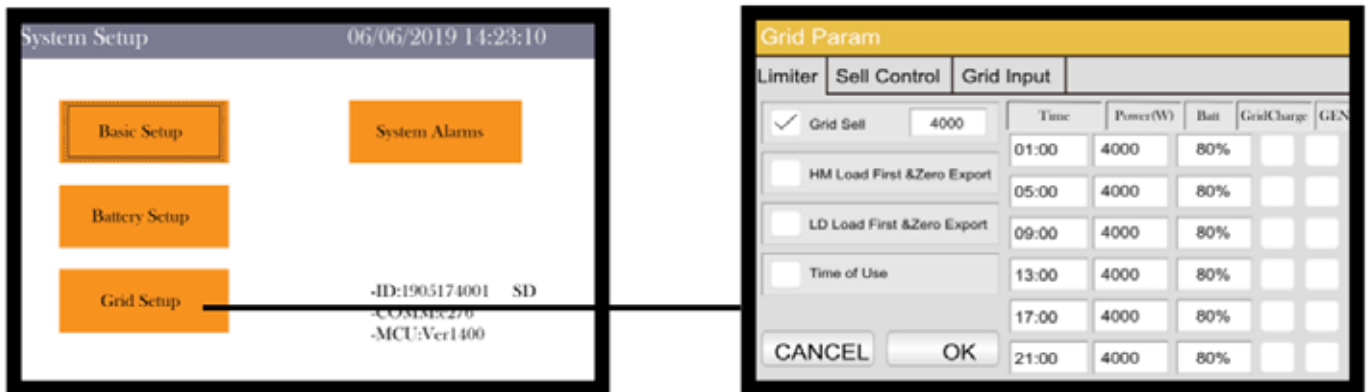 System Setup 06/06/2019 14:23:10
Basic Setup
System Alarms
Battery Setup
Grid Setup
-ID:1905174001 SD
-COMM:c276
-MCU:Ver1400
Grid Param
Limiter Sell Control Grid Input
Grid Sell 4000
HM Load First &Zero Export
LD Load First &Zero Export
Time of Use
CANCEL OK
Time Power(W) Batt GridCharge GEN
01:00 4000 80%
05:00 4000 80%
09:00 4000 80%
13:00 4000 80%
17:00 4000 80%
21:00 4000 80%